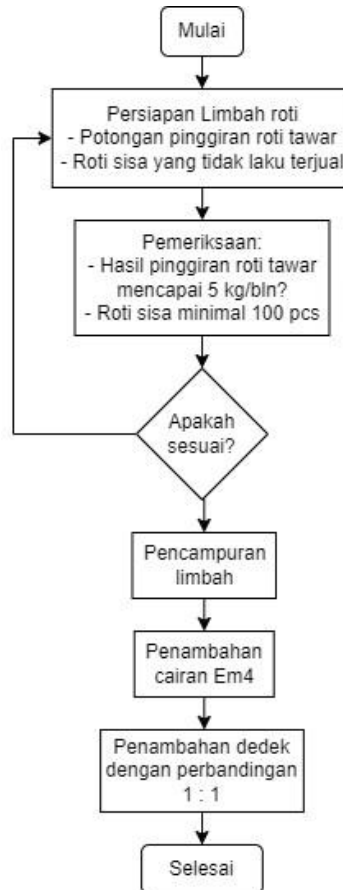 Mulai
Persiapan Limbah roti
- Potongan pinggiran roti tawar
- Roti sisa yang tidak laku terjual
Pemeriksaan:
- Hasil pinggiran roti tawar
mencapai 5 kg/bln?
- Roti sisa minimal 100 pcs
Apakah
sesuai?
Pencampuran
limbah
Penambahan
cairan Em4
Penambahan dedek
dengan perbandingan
1 : 1
Selesai